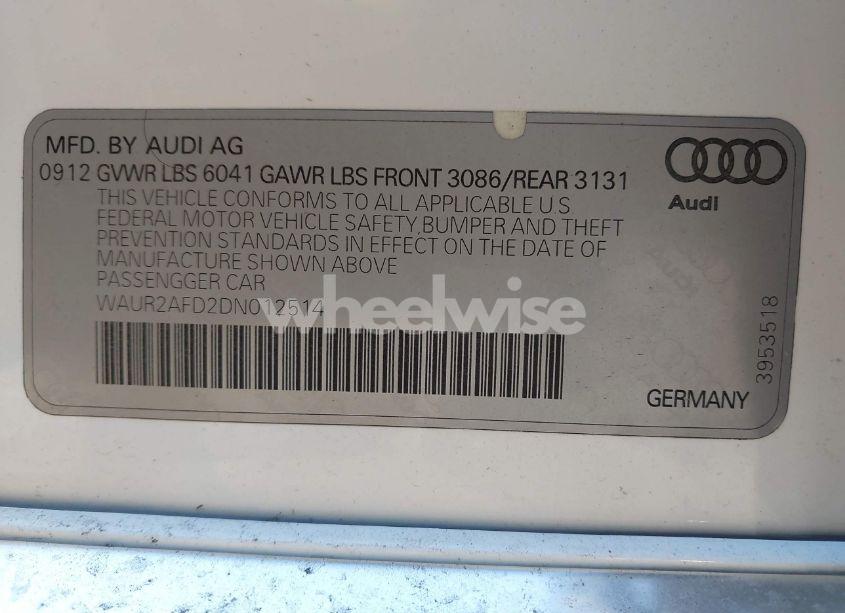 MFD. BY AUDI AG
0912 GVWR LBS 6041 GAWR LBS FRONT 3086/REAR 3131
THIS VEHICLE CONFORMS TO ALL APPLICABLE U.S
FEDERAL MOTOR VEHICLE SAFETY,BUMPER AND THEFT
PREVENTION STANDARDS IN EFFECT ON THE DATE OF
MANUFACTURE SHOWN ABOVE
PASSENGGER CAR
WAUR2AFD2DN012514
Audi
GERMANY
3953518
wheelwise